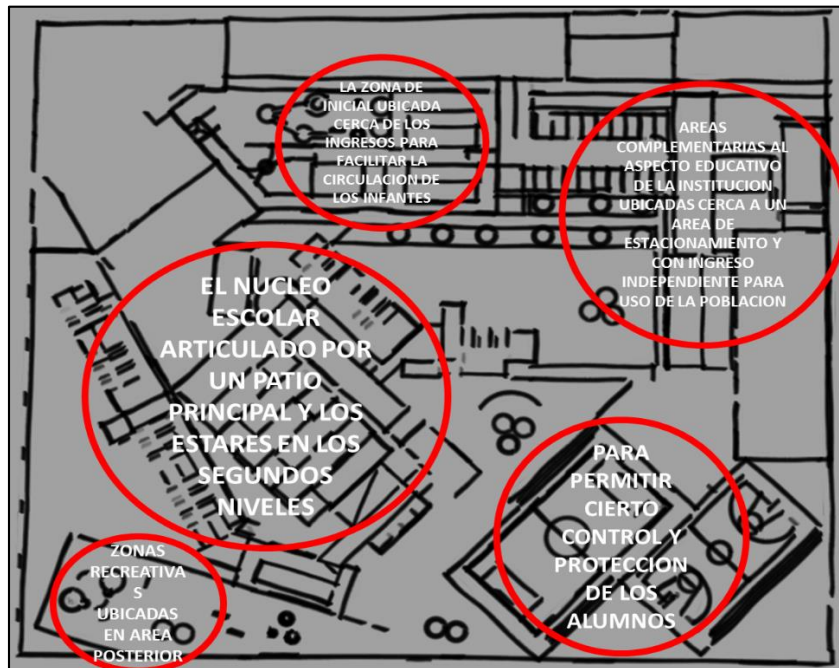 LA ZONA DE
INICIAL UBICADA
CERCA DE LOS
INGRESOS PARA
FACILITAR LA
CIRCULACION DE
LOS INFANTES
AREAS
COMPLEMENTARIAS AL
ASPECTO EDUCATIVO
DE LA INSTITUCION
UBICADAS CERCA A UN
AREA DE
ESTACIONAMIENTO Y
CON INGRESO
INDEPENDIENTE PARA
USO DE LA POBLACION
EL NUCLEO
ESCOLAR
ARTICULADO POR
UN PATIO
PRINCIPAL Y LOS
ESTARES EN LOS
SEGUNDOS
NIVELES
PARA
PERMITIR
CIERTO
CONTROL Y
PROTECCION
DE LOS
ALUMNOS
ZONAS
RECREATIVA
S
UBICADAS
EN AREA
POSTERIOR